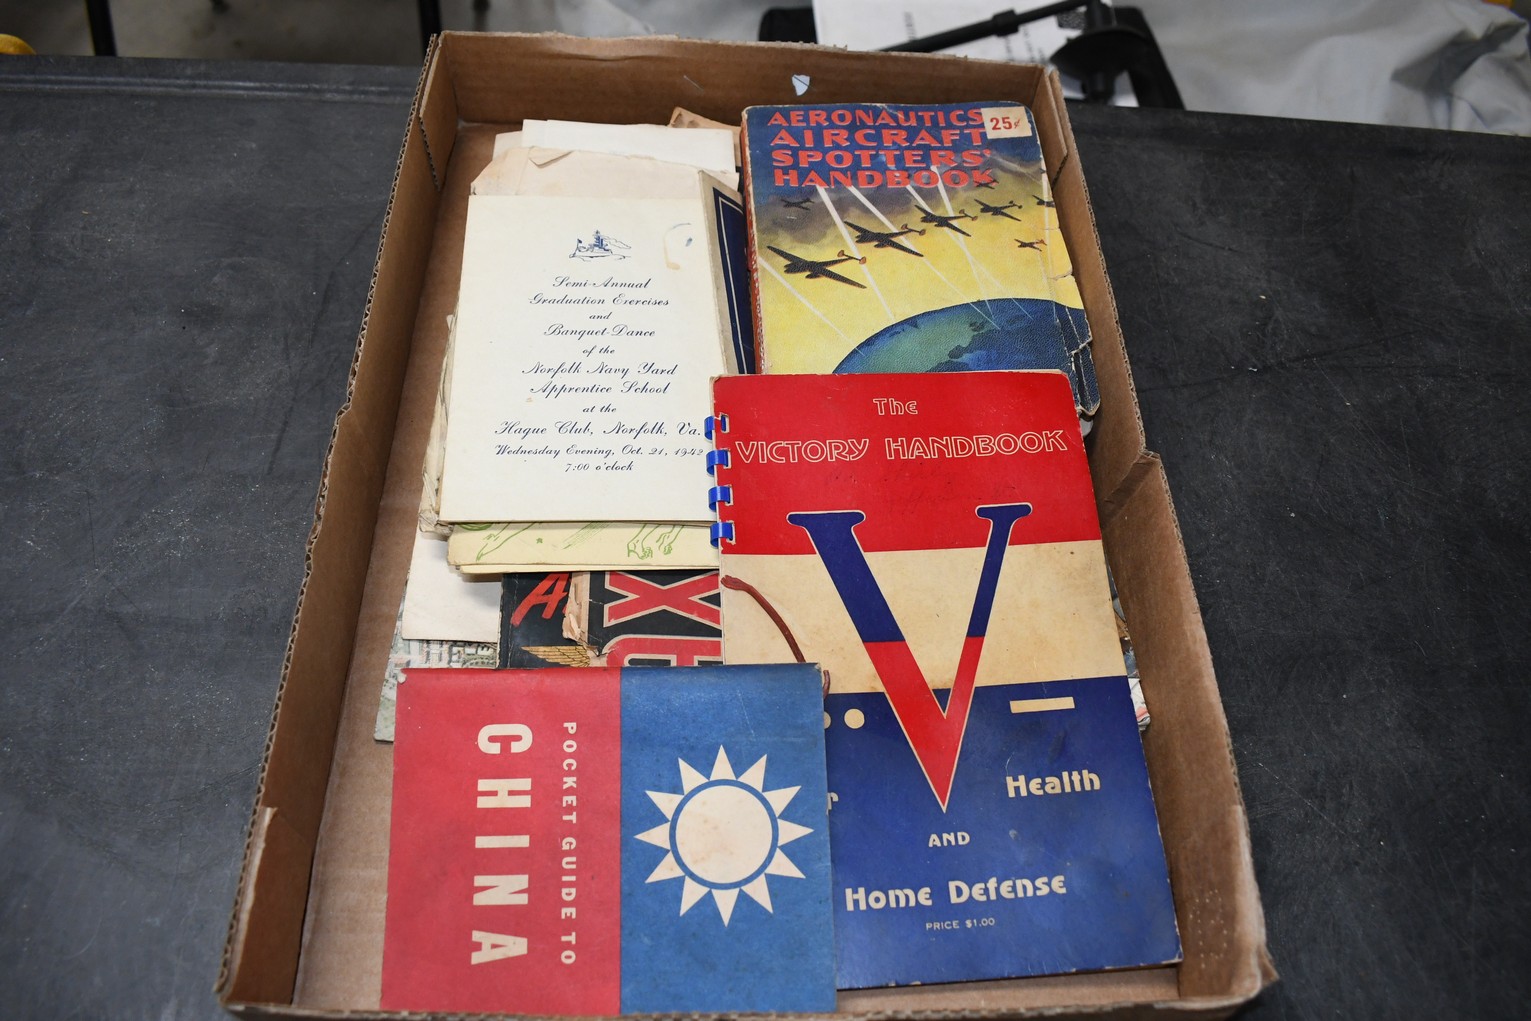 AERONAUTICS
AIRCRAFT
SPOTTERS'
HANDBOOK
25¢
Semi-Annual
Graduation Exercises
and
Banquet-Dance
of the
Norfolk Navy Yard
Apprentice School
at the
Hague Club, Norfolk, Va.
Wednesday Evening, Oct. 21, 1942
7:00 o'clock
The
VICTORY HANDBOOK
V
Health
AND
Home Defense
PRICE $1.00
POCKET GUIDE TO
CHINA